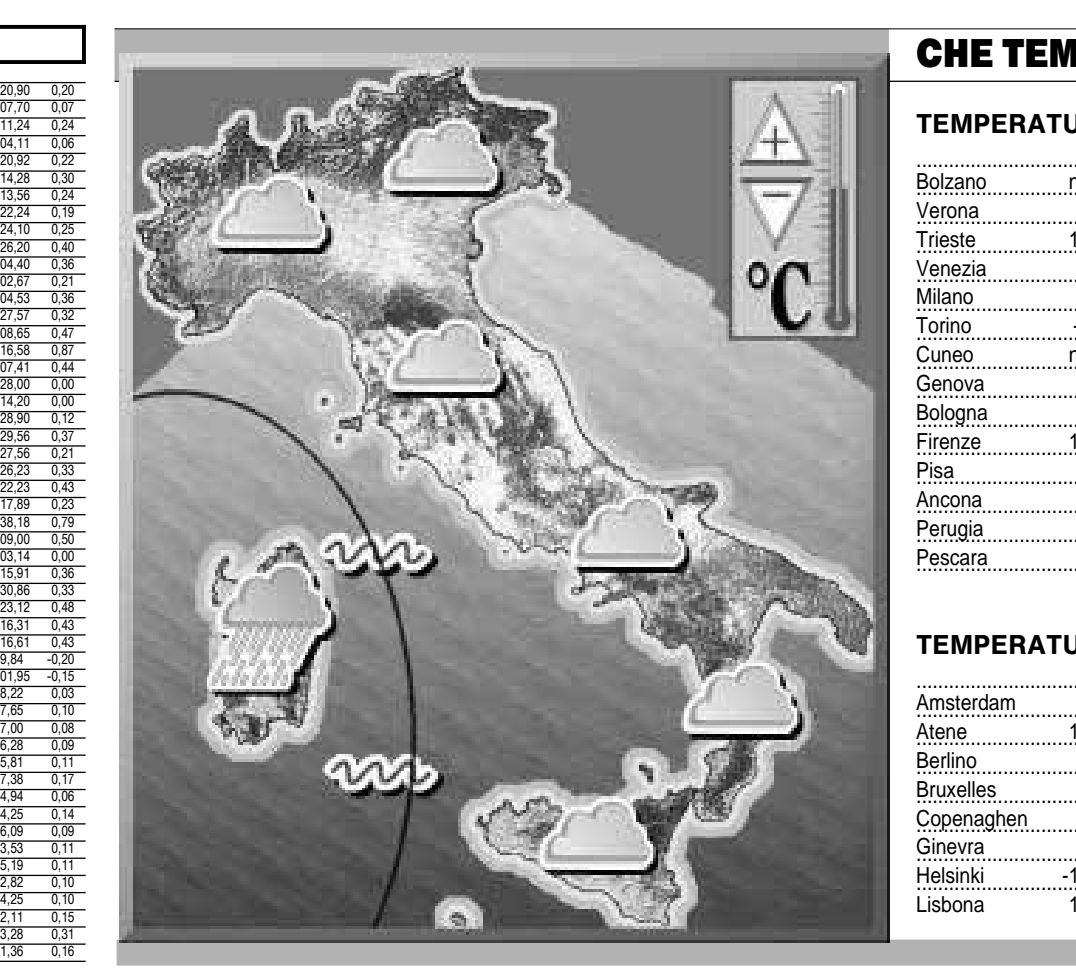 20,90 0,20
07,70 0,07
11,24 0,24
04,11 0,06
20,92 0,22
14,28 0,30
13,56 0,24
22,24 0,19
24,10 0,25
26,20 0,40
04,40 0,36
02,67 0,21
04,53 0,36
27,57 0,32
08,65 0,47
16,58 0,87
07,41 0,44
28,00 0,00
14,20 0,00
28,90 0,12
29,56 0,37
27,56 0,21
26,23 0,33
22,23 0,43
17,89 0,23
38,18 0,79
09,00 0,50
03,14 0,00
15,91 0,36
30,86 0,33
23,12 0,48
16,31 0,43
16,61 0,43
9,84 -0,20
01,95 -0,15
8,22 0,03
7,65 0,10
7,00 0,08
6,28 0,09
5,81 0,11
7,38 0,17
4,94 0,06
4,25 0,14
6,09 0,09
3,53 0,11
5,19 0,11
2,82 0,10
4,25 0,10
2,11 0,15
3,28 0,31
1,36 0,16
+
−
°C
CHE TEM
TEMPERATU
Bolzano n
Verona
Trieste 1
Venezia
Milano
Torino -
Cuneo n
Genova
Bologna
Firenze 1
Pisa
Ancona
Perugia
Pescara
TEMPERATU
Amsterdam
Atene 1
Berlino
Bruxelles
Copenaghen
Ginevra
Helsinki -1
Lisbona 1